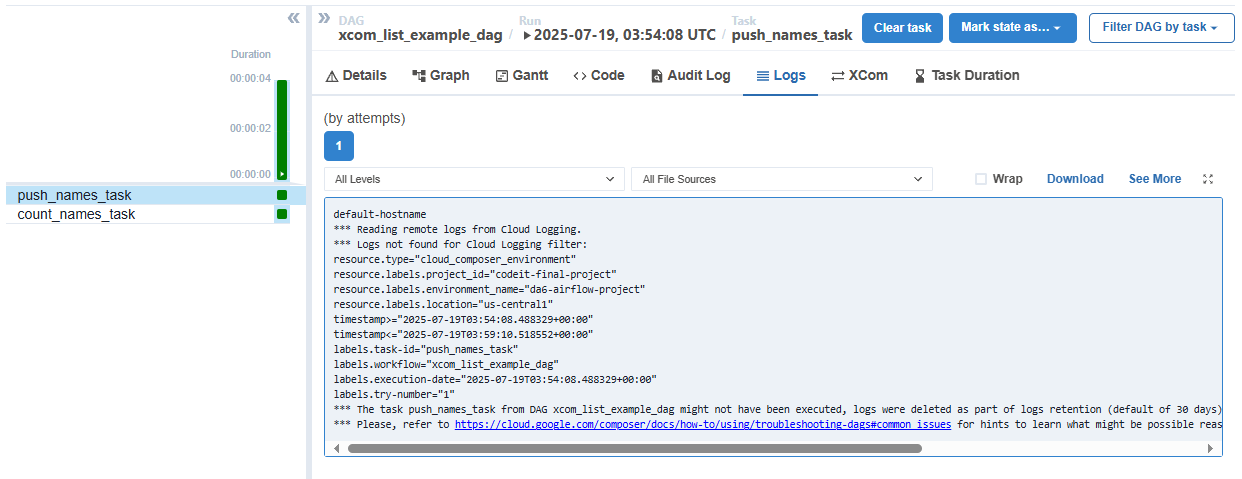 DAG
Run
Task
xcom_list_example_dag / 2025-07-19, 03:54:08 UTC / push_names_task
Clear task
Mark state as...
Filter DAG by task
Duration
00:00:04
00:00:02
00:00:00
push_names_task
count_names_task
Details
Graph
Gantt
Code
Audit Log
Logs
XCom
Task Duration
(by attempts)
1
All Levels
All File Sources
Wrap
Download
See More
default-hostname
*** Reading remote logs from Cloud Logging.
*** Logs not found for Cloud Logging filter:
resource.type="cloud_composer_environment"
resource.labels.project_id="codeit-final-project"
resource.labels.environment_name="da6-airflow-project"
resource.labels.location="us-central1"
timestamp>="2025-07-19T03:54:08.488329+00:00"
timestamp<="2025-07-19T03:59:10.518552+00:00"
labels.task-id="push_names_task"
labels.workflow="xcom_list_example_dag"
labels.execution-date="2025-07-19T03:54:08.488329+00:00"
labels.try-number="1"
*** The task push_names_task from DAG xcom_list_example_dag might not have been executed, logs were deleted as part of logs retention (default of 30 days)
*** Please, refer to https://cloud.google.com/composer/docs/how-to/using/troubleshooting-dags#common_issues for hints to learn what might be possible reas